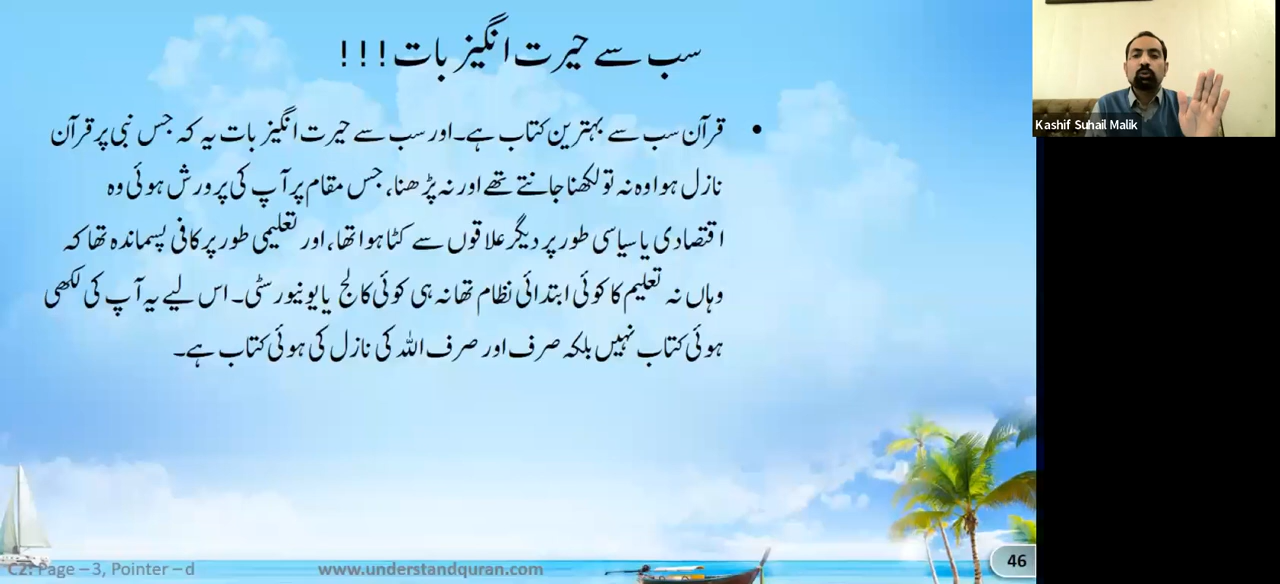 سب سے حیرت انگیز بات!!!
• قرآن سب سے بہترین کتاب ہے۔اور سب سے حیرت انگیز بات یہ کہ جس نبی پر قرآن
نازل ہوا وہ نہ تو لکھنا جانتے تھے اور نہ پڑھنا، جس مقام پر آپ کی پرورش ہوئی وہ
اقتصادی یا سیاسی طور پر دیگر علاقوں سے کٹا ہوا تھا، اور تعلیمی طور پر کافی پسماندہ تھا کہ
وہاں نہ تعلیم کا کوئی ابتدائی نظام تھا نہ ہی کوئی کالج یا یونیورسٹی۔ اس لیے یہ آپ کی لکھی
ہوئی کتاب نہیں بلکہ صرف اور صرف اللہ کی نازل کی ہوئی کتاب ہے۔
Kashif Suhail Malik
C2: Page – 3, Pointer – d
www.understandquran.com
46